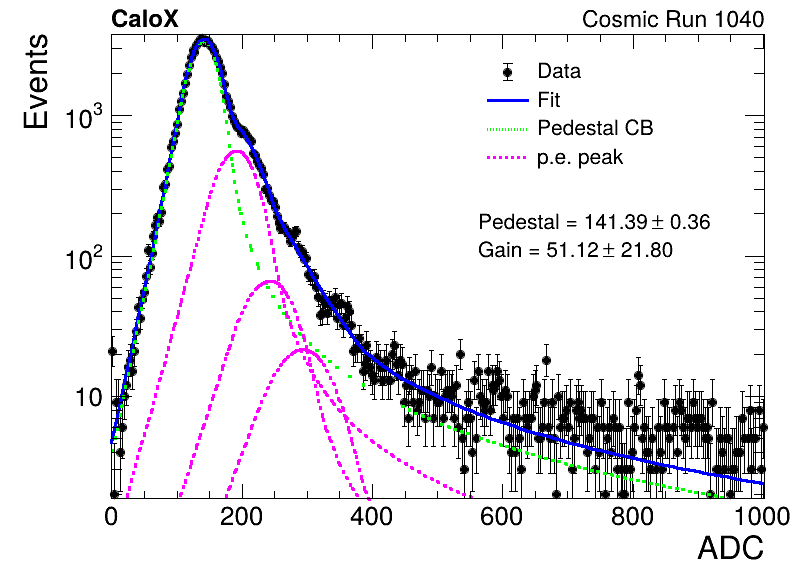 CaloX Cosmic Run 1040
Events
Data
Fit
Pedestal CB
p.e. peak
Pedestal = 141.39 ± 0.36
Gain = 51.12 ± 21.80
10³
10²
10
0 200 400 600 800 1000
ADC